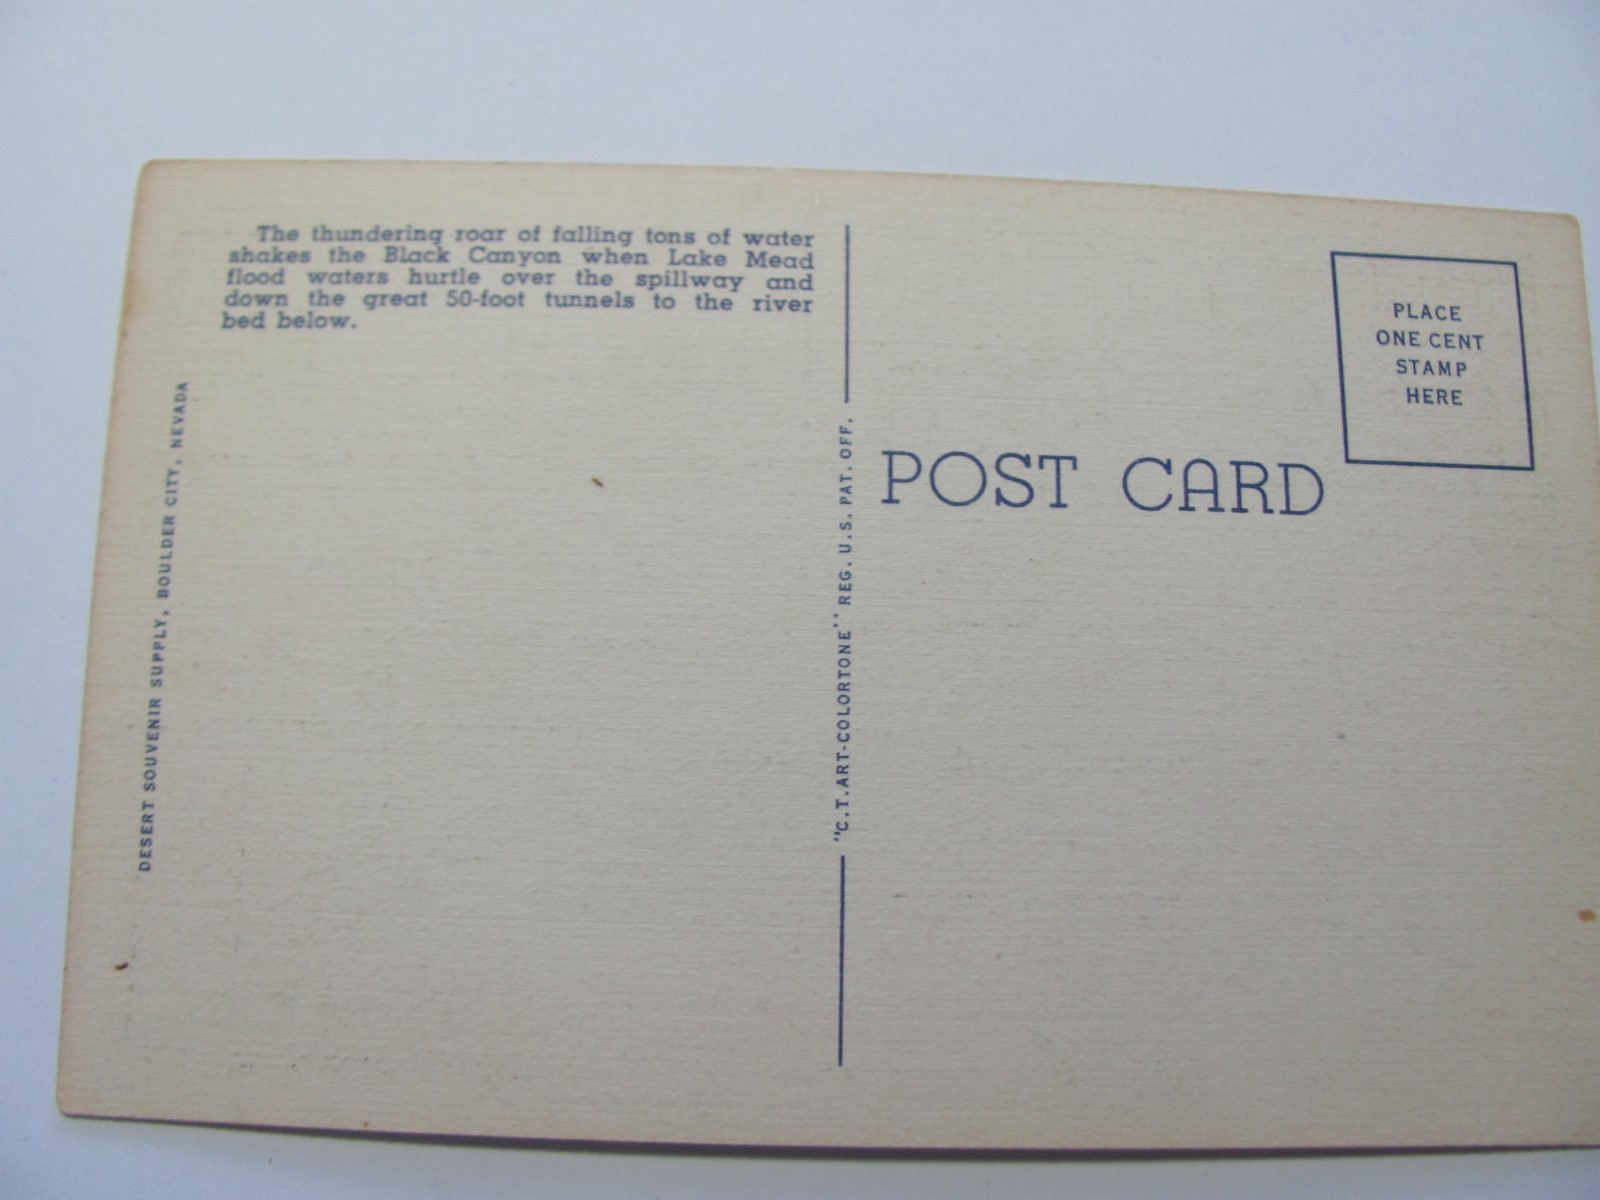 The thundering roar of falling tons of water
shakes the Black Canyon when Lake Mead
flood waters hurtle over the spillway and
down the great 50-foot tunnels to the river
bed below.
DESERT SOUVENIR SUPPLY, BOULDER CITY, NEVADA
"C.T.ART-COLORTONE" REG. U.S. PAT. OFF.
POST CARD
PLACE
ONE CENT
STAMP
HERE